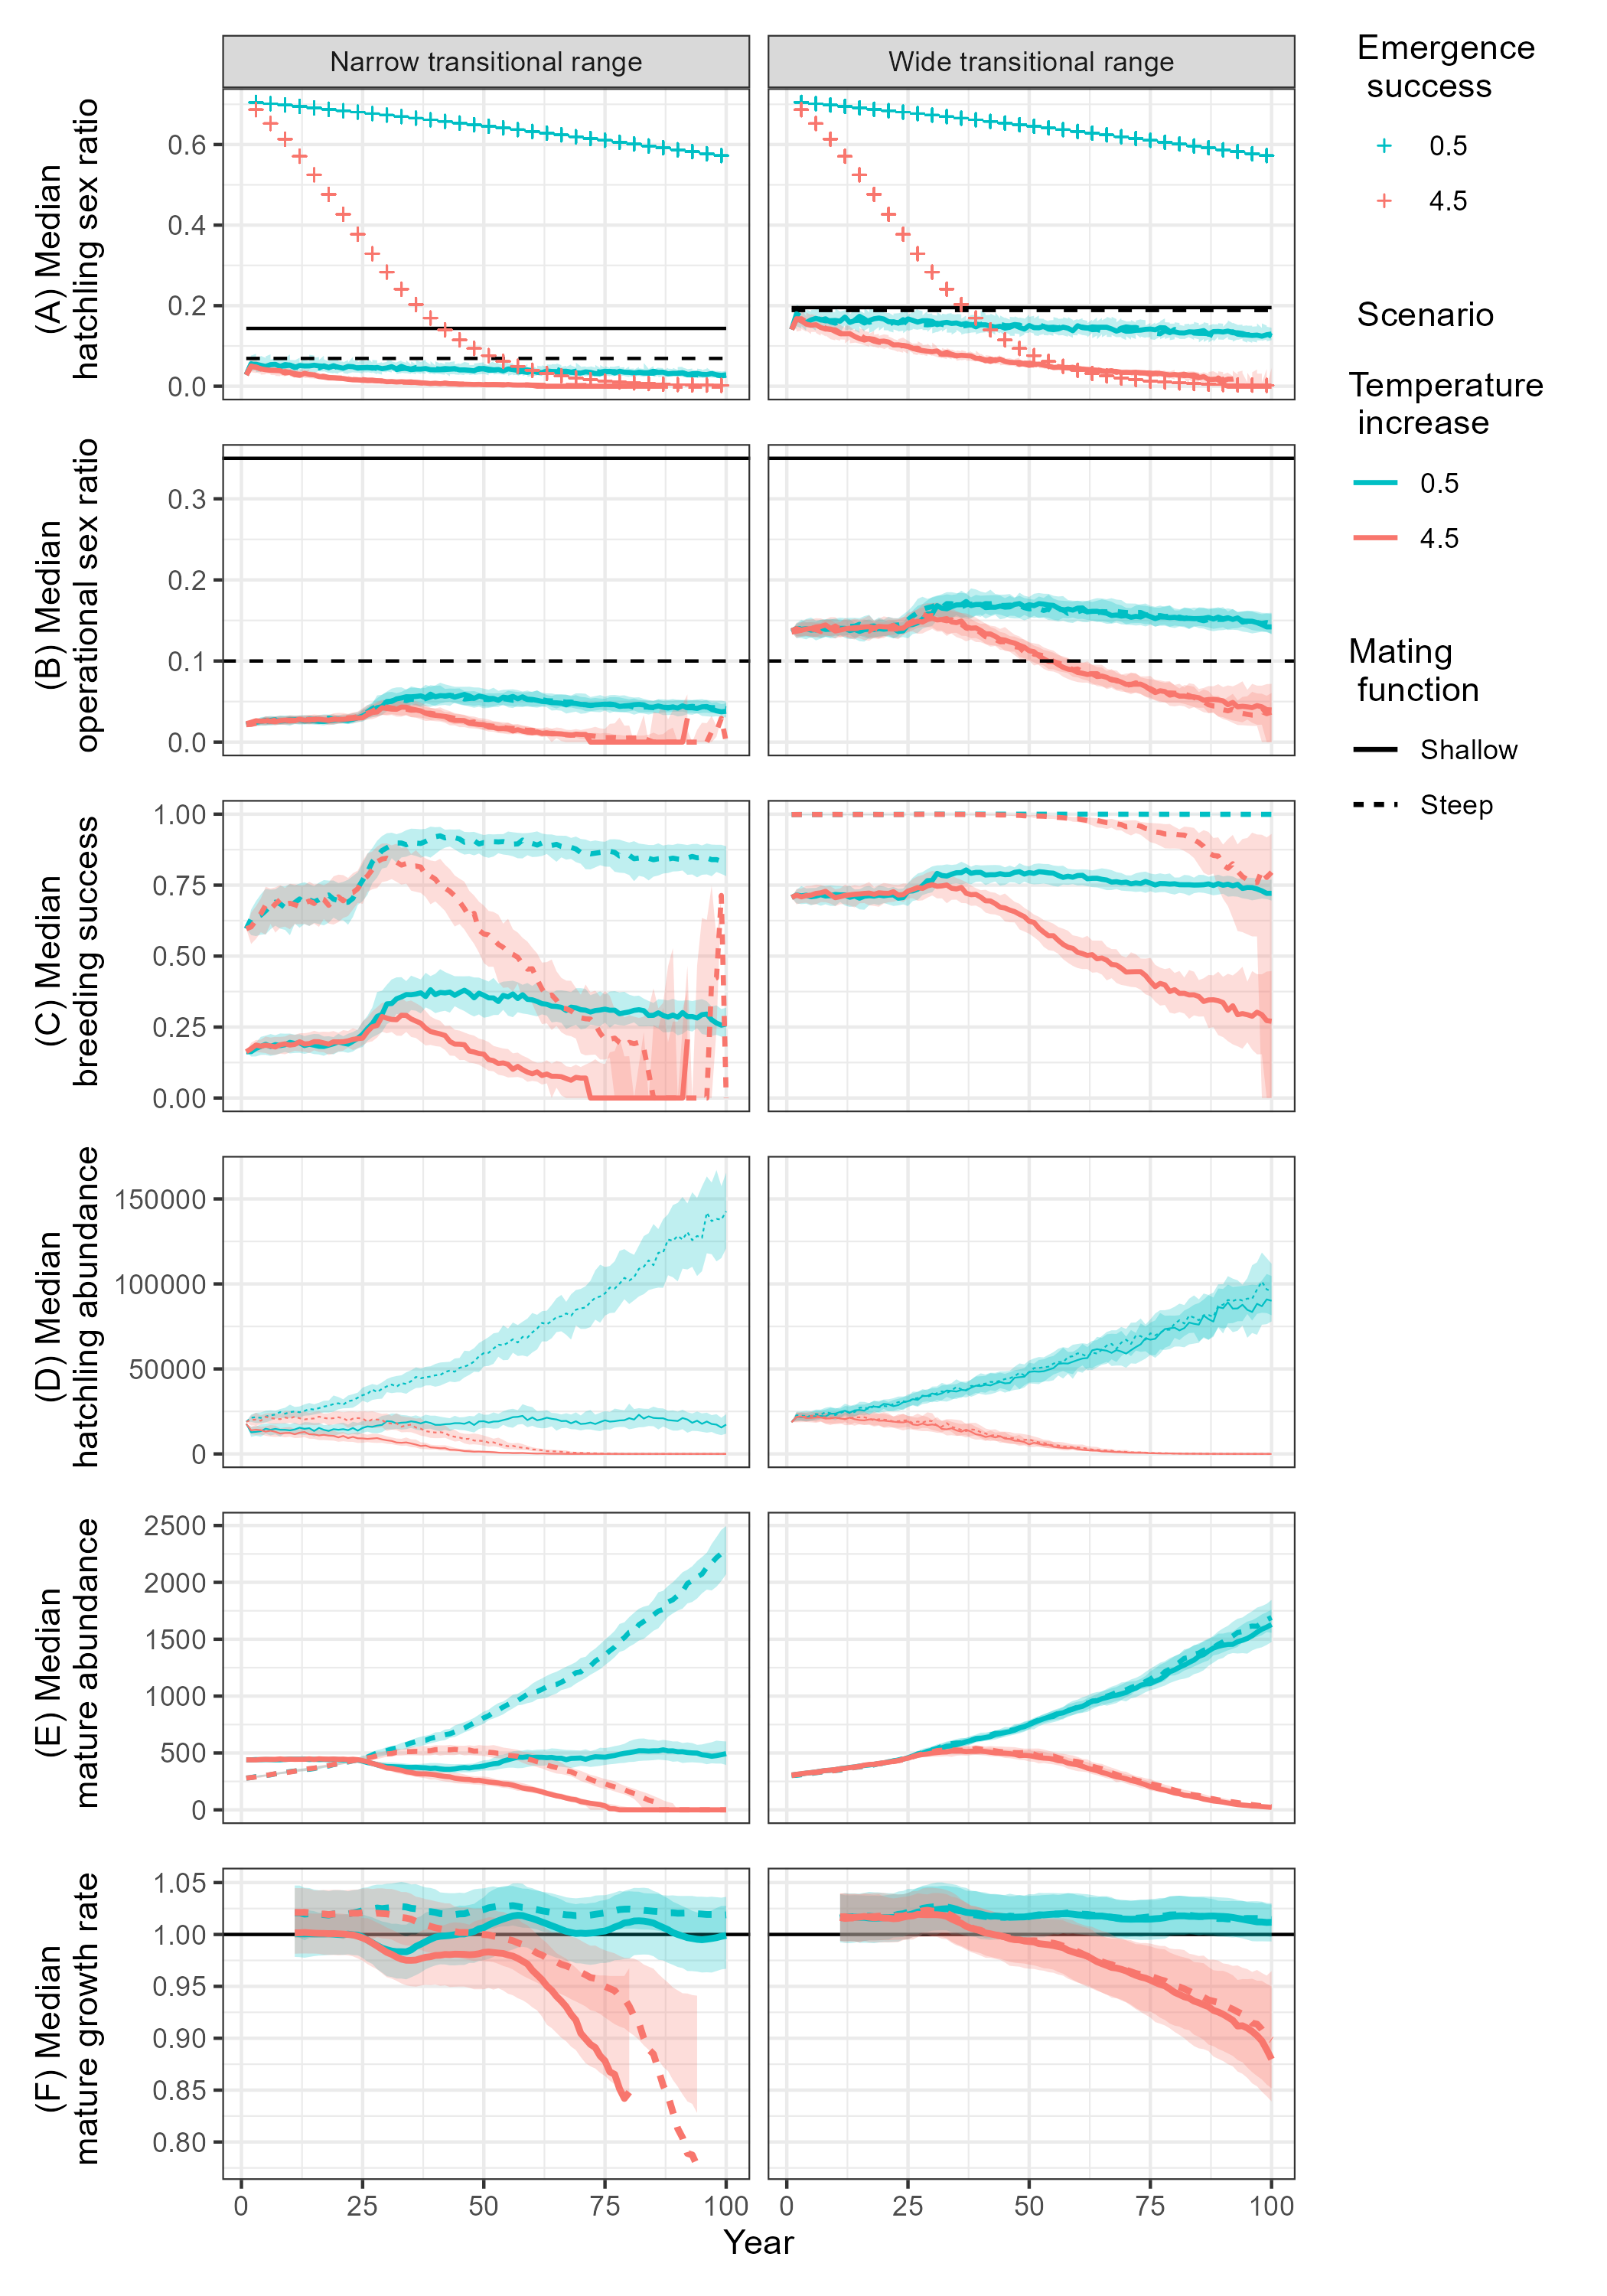 Narrow transitional range
Wide transitional range
(A) Median
hatchling sex ratio
0.6
0.4
0.2
0.0
(B) Median
operational sex ratio
0.3
0.2
0.1
0.0
(C) Median
breeding success
1.00
0.75
0.50
0.25
0.00
(D) Median
hatchling abundance
150000
100000
50000
0
(E) Median
mature abundance
2500
2000
1500
1000
500
0
(F) Median
mature growth rate
1.05
1.00
0.95
0.90
0.85
0.80
0 25 50 75 100
0 25 50 75 100
Year
Emergence
success
0.5
4.5
Scenario
Temperature
increase
0.5
4.5
Mating
function
Shallow
Steep